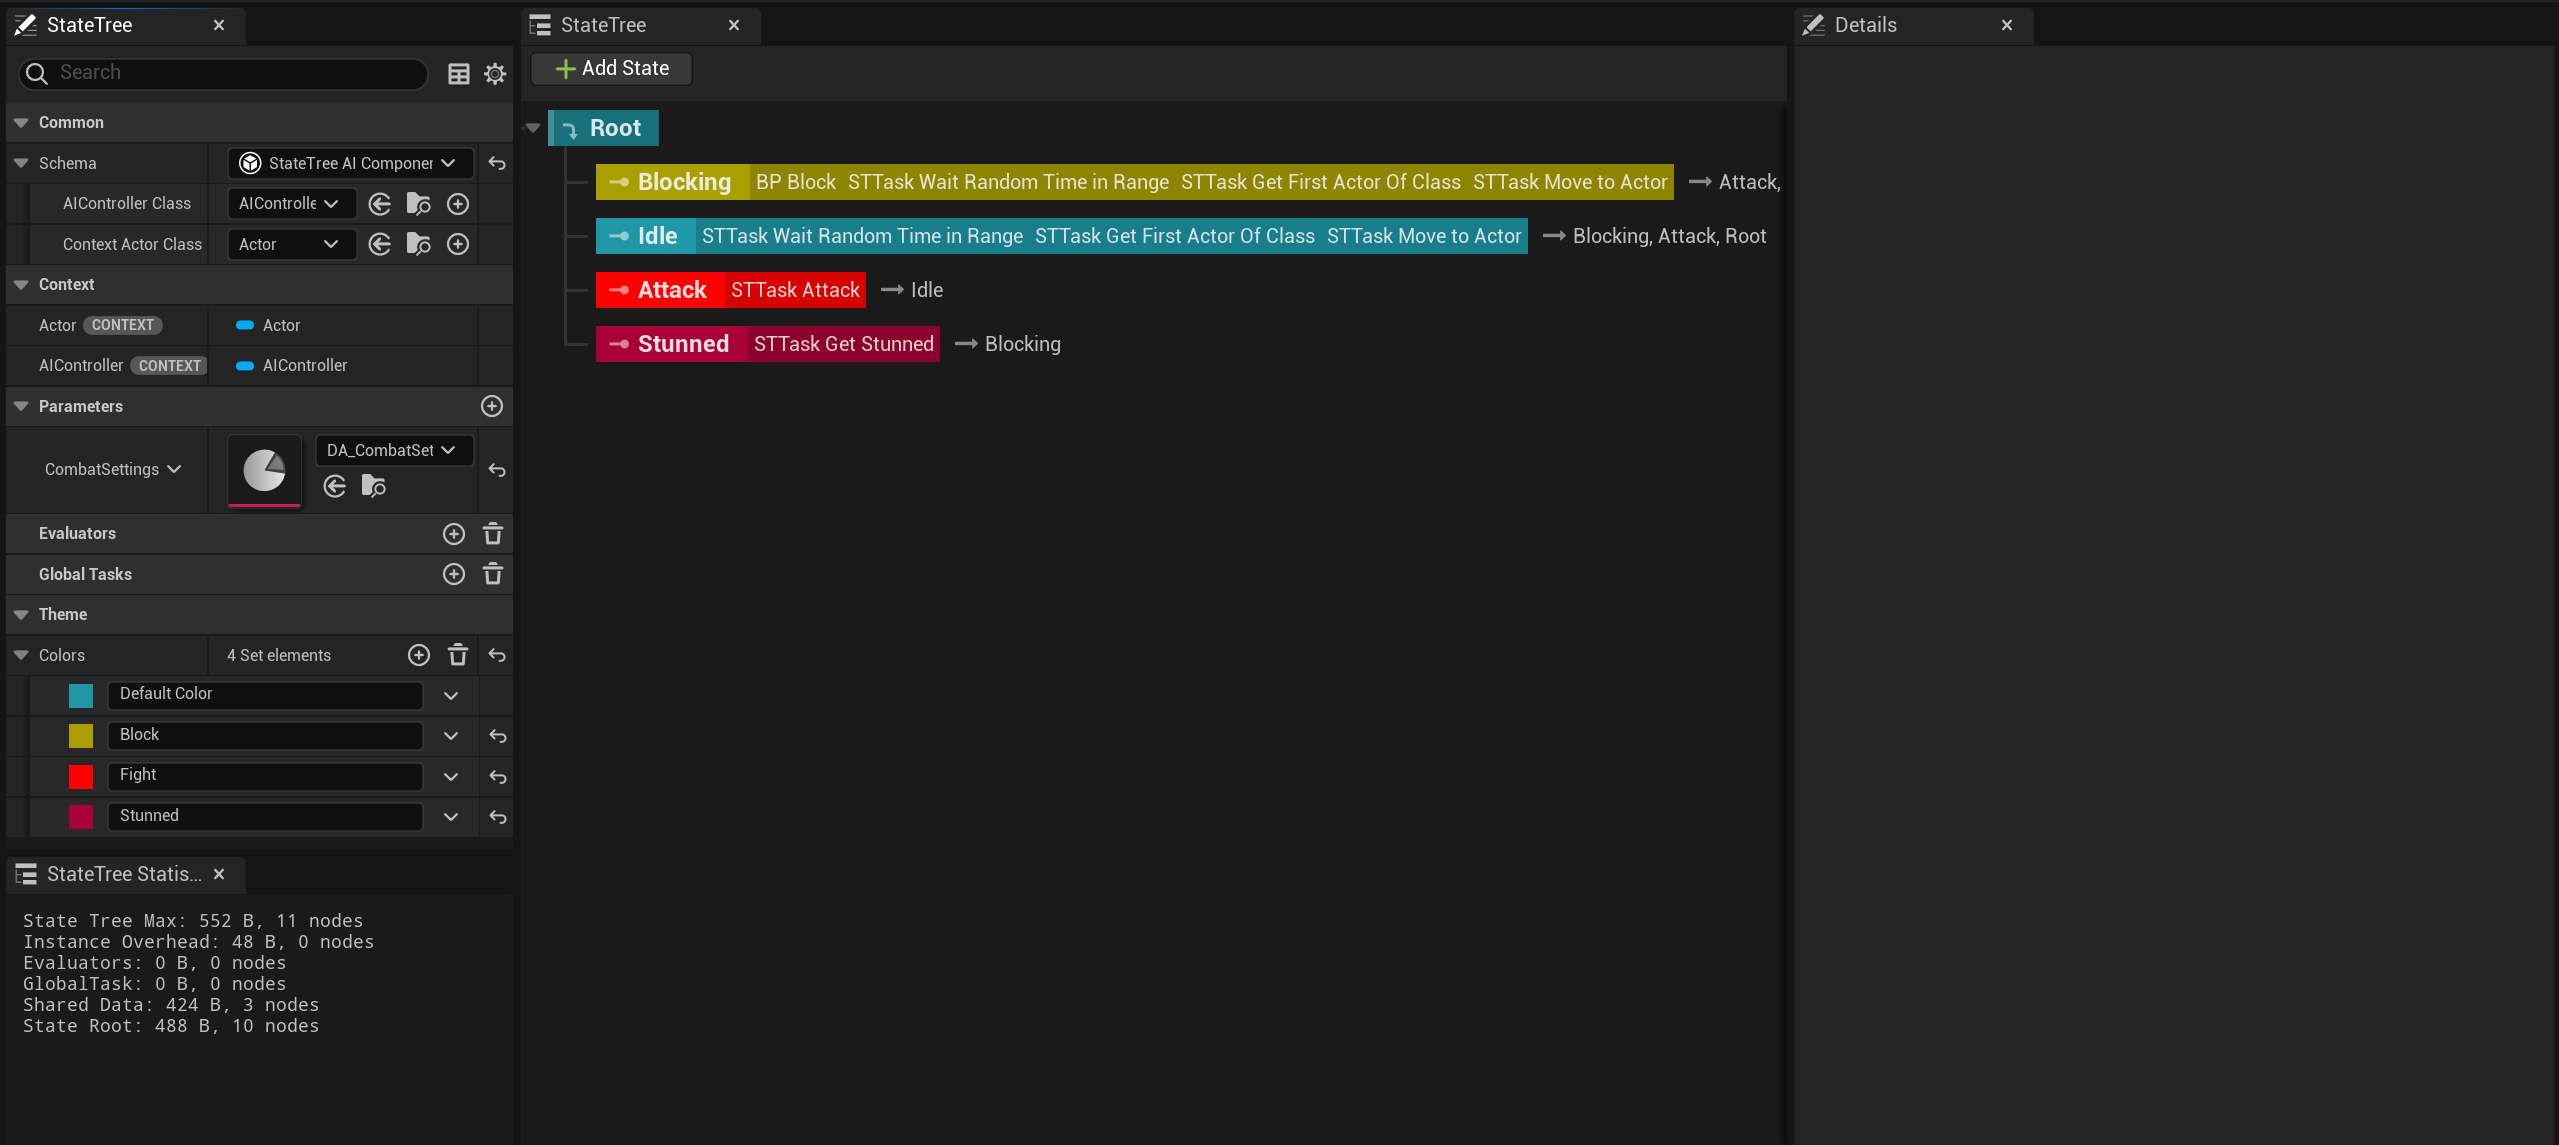 StateTree
Search
Common
Schema
StateTree AI Componer
AIController Class
AIControlle
Context Actor Class
Actor
Context
Actor CONTEXT
Actor
AIController CONTEXT
AIController
Parameters
CombatSettings
DA_CombatSet
Evaluators
Global Tasks
Theme
Colors
4 Set elements
Default Color
Block
Fight
Stunned
StateTree Statis...
State Tree Max: 552 B, 11 nodes
Instance Overhead: 48 B, 0 nodes
Evaluators: 0 B, 0 nodes
GlobalTask: 0 B, 0 nodes
Shared Data: 424 B, 3 nodes
State Root: 488 B, 10 nodes
StateTree
Add State
Root
Blocking BP Block STTask Wait Random Time in Range STTask Get First Actor Of Class STTask Move to Actor Attack,
Idle STTask Wait Random Time in Range STTask Get First Actor Of Class STTask Move to Actor Blocking, Attack, Root
Attack STTask Attack Idle
Stunned STTask Get Stunned Blocking
Details